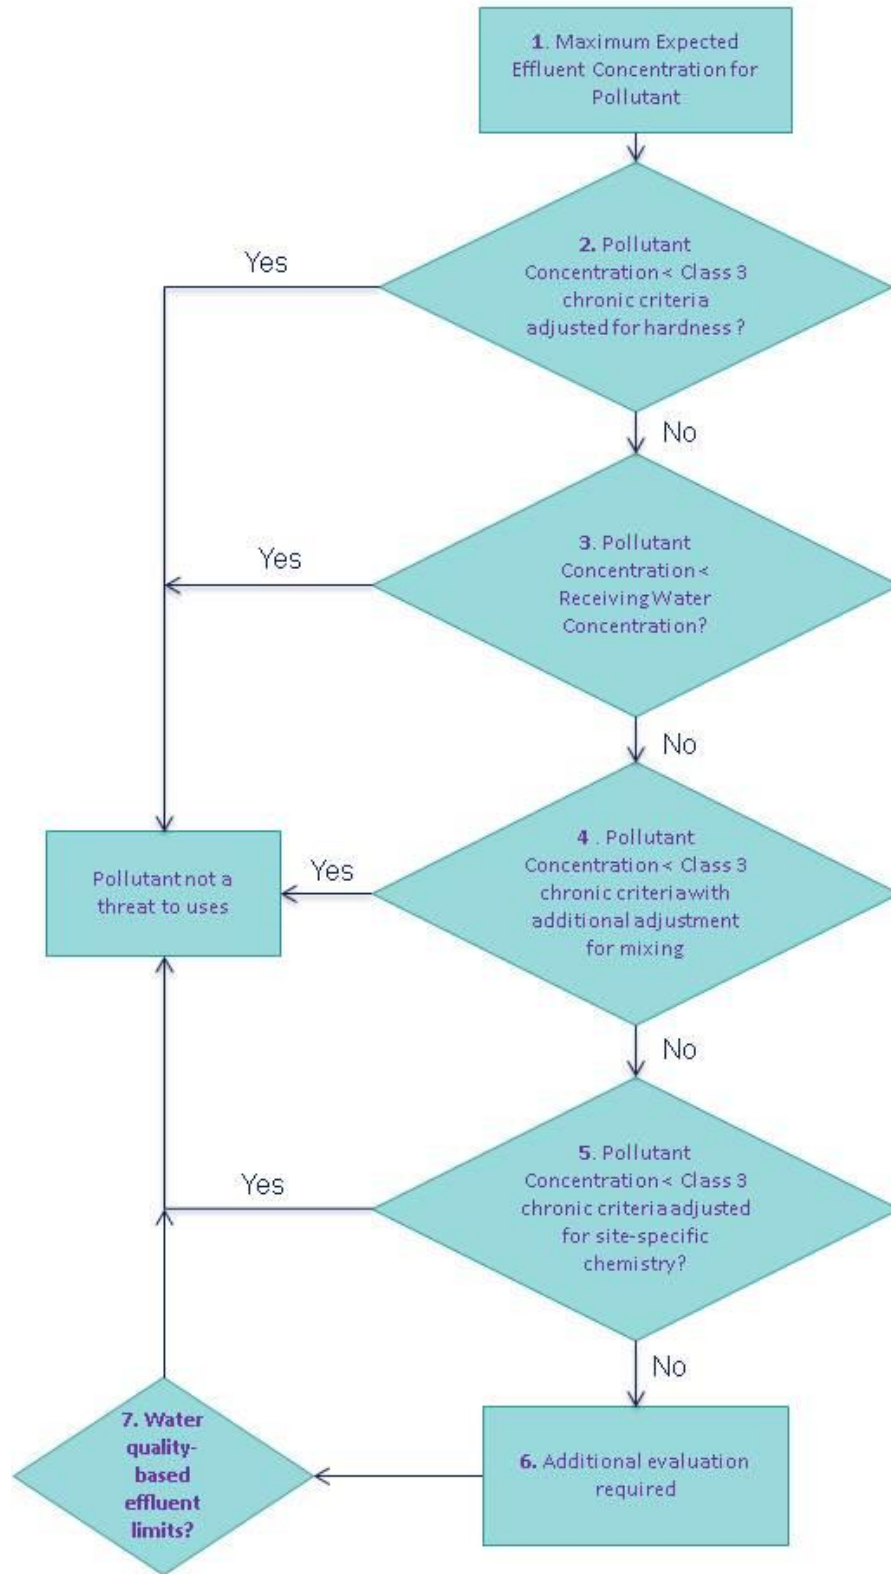 1. Maximum Expected
Effluent Concentration for
Pollutant
2. Pollutant
Concentration < Class 3
chronic criteria
adjusted for hardness ?
Yes
No
3. Pollutant
Concentration <
Receiving Water
Concentration?
Yes
No
4 . Pollutant
Concentration < Class 3
chronic criteria with
additional adjustment
for mixing
Yes
Pollutant not a
threat to uses
No
5. Pollutant
Concentration < Class 3
chronic criteria adjusted
for site-specific
chemistry?
Yes
No
6. Additional evaluation
required
7. Water
quality-
based
effluent
limits?